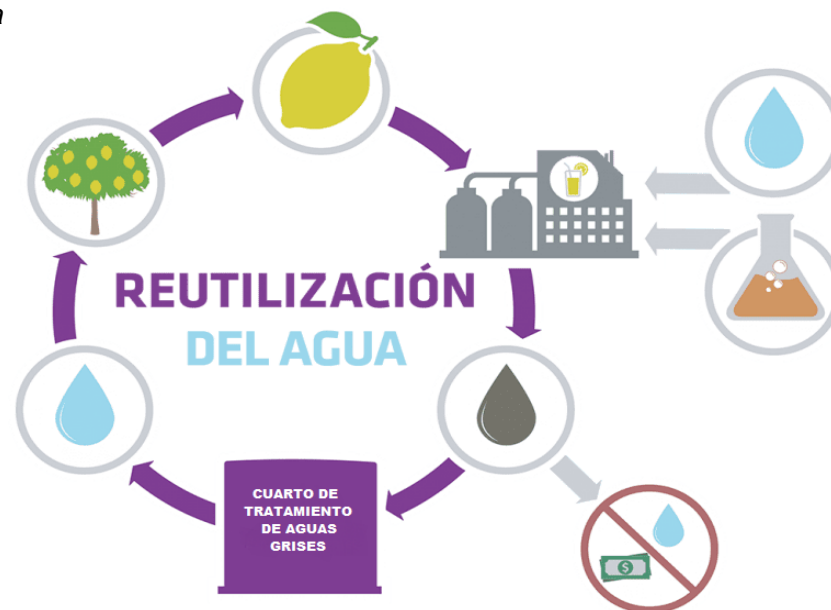 REUTILIZACIÓN
DEL AGUA
CUARTO DE
TRATAMIENTO
DE AGUAS
GRISES
$